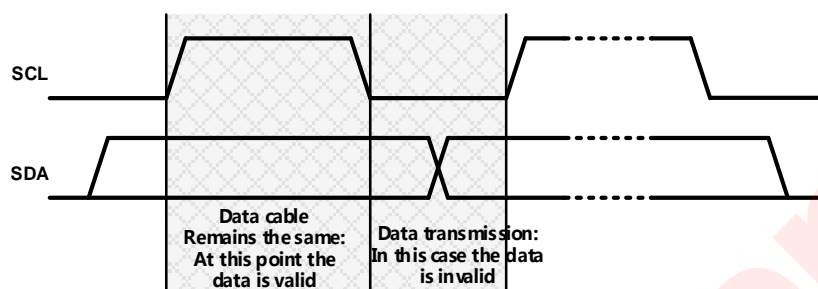 SCL
SDA
Data cable
Remains the same:
At this point the
data is valid
Data transmission:
In this case the data
is invalid